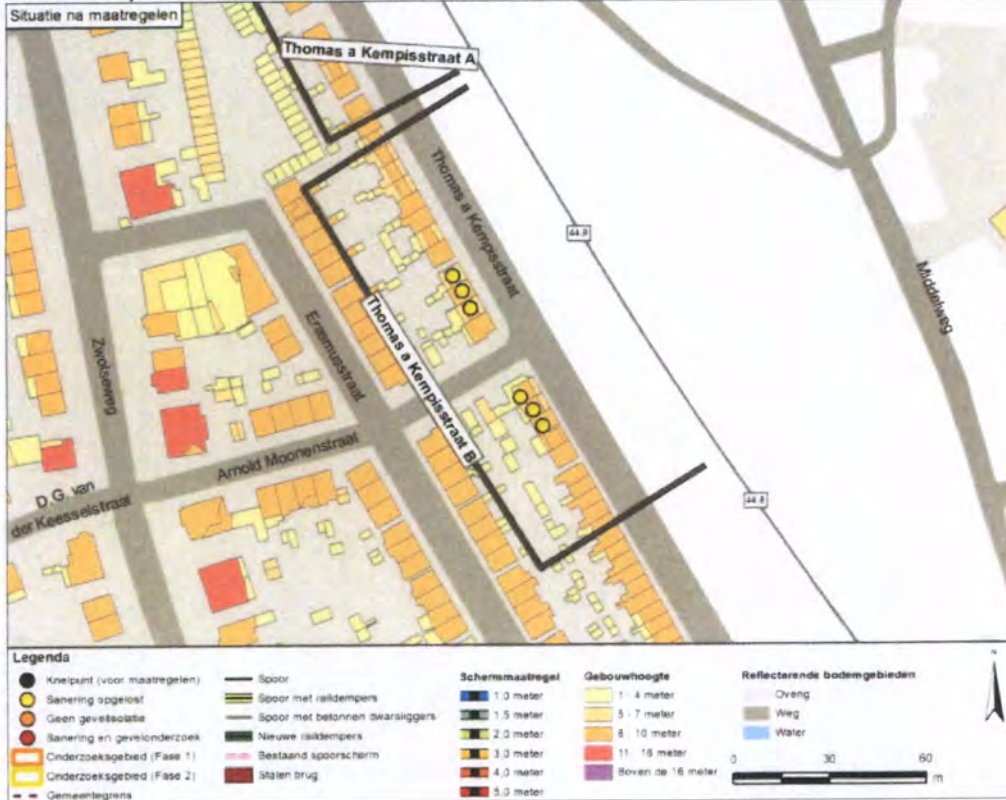 Situatie na maatregelen
Thomas a Kempisstraat A
Thomas a Kempisstraat
44.9
Middelweg
Thomas a Kempisstraat B
Erasmusstraat
Zwolseweg
Arnold Moonenstraat
D.G. van
der Keesselstraat
44.8
Legenda
Knelpunt (voor maatregelen)
Sanering opgelost
Geen gevelisolatie
Sanering en gevelonderzoek
Onderzoeksgebied (Fase 1)
Onderzoeksgebied (Fase 2)
Gemeentegrens
Spoor
Spoor met raildempers
Spoor met betonnen dwarsliggers
Nieuwe raildempers
Bestaand spoorscherm
Stalen brug
Schermmaatregel
1.0 meter
1.5 meter
2.0 meter
3.0 meter
4.0 meter
5.0 meter
Gebouwhoogte
1 - 4 meter
5 - 7 meter
8 - 10 meter
11 - 16 meter
Boven de 16 meter
Reflecterende bodemgebieden
Overig
Weg
Water
N
0 30 60
m